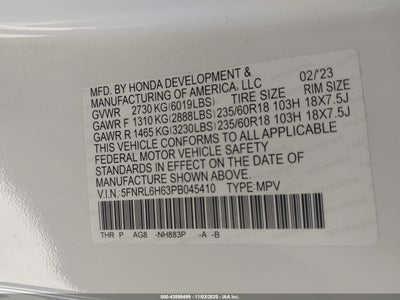 MFD. BY HONDA DEVELOPMENT &
MANUFACTURING OF AMERICA, LLC 02/'23
GVWR 2730 KG (6019LBS) TIRE SIZE RIM SIZE
GAWR F 1310 KG (2888LBS) 235/60R18 103H 18X7.5J
GAWR R 1465 KG (3230LBS) 235/60R18 103H 18X7.5J
THIS VEHICLE CONFORMS TO ALL APPLICABLE
FEDERAL MOTOR VEHICLE SAFETY
STANDARDS IN EFFECT ON THE DATE OF
MANUFACTURE SHOWN ABOVE.
V.I.N. 5FNRL6H63PB045410 TYPE: MPV
THR P AG8 -NH883P -A -B
000-43598499 - 11/03/2025 - IAA Inc.